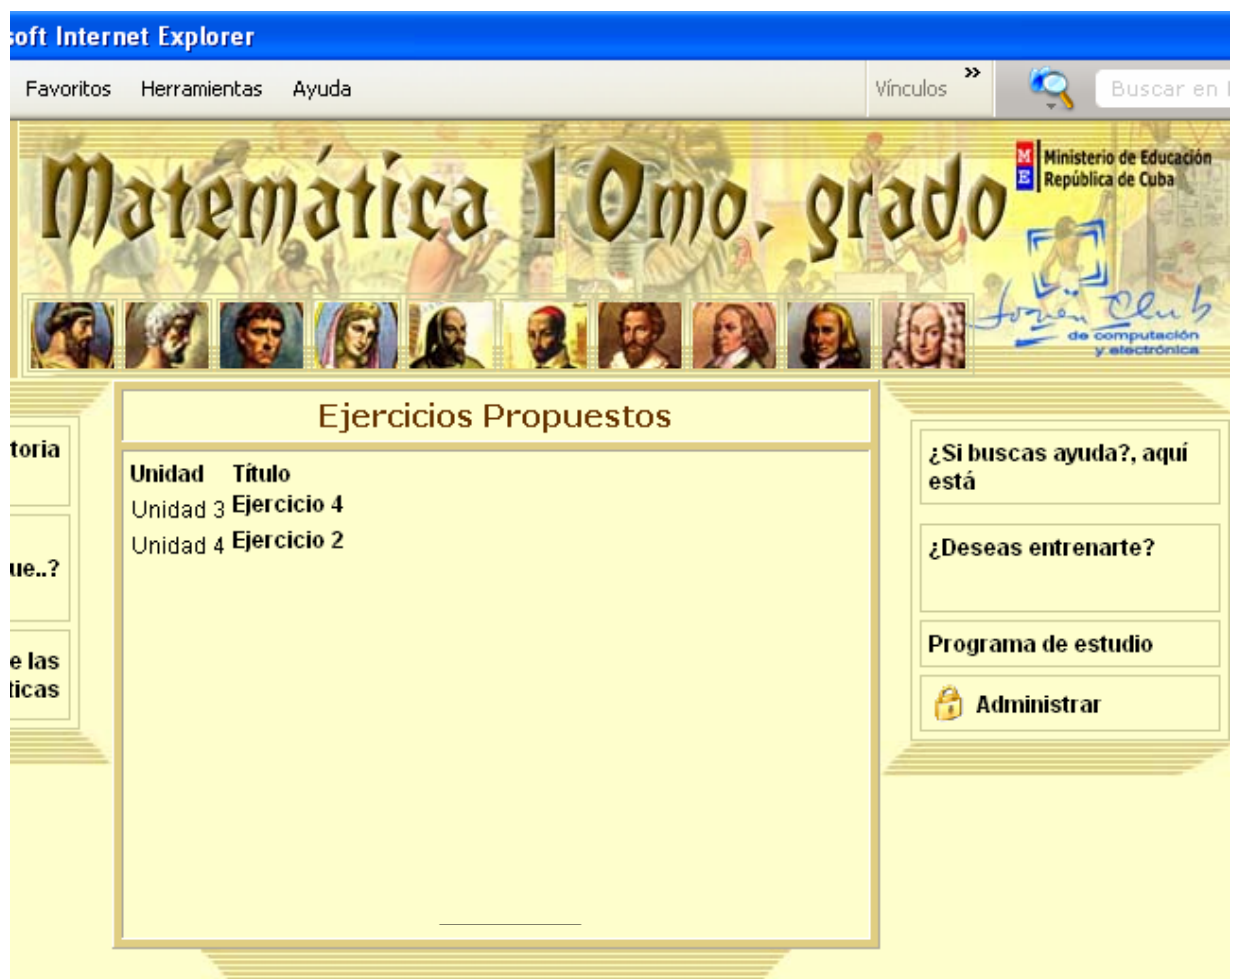 soft Internet Explorer
Favoritos Herramientas Ayuda Vínculos » Buscar en
Matemática 10mo. grado
ME Ministerio de Educación
República de Cuba
Joven Club
de computación
y electrónica
Ejercicios Propuestos
toria
ue..?
e las
ticas
Unidad Título
Unidad 3 Ejercicio 4
Unidad 4 Ejercicio 2
¿Si buscas ayuda?, aquí
está
¿Deseas entrenarte?
Programa de estudio
Administrar